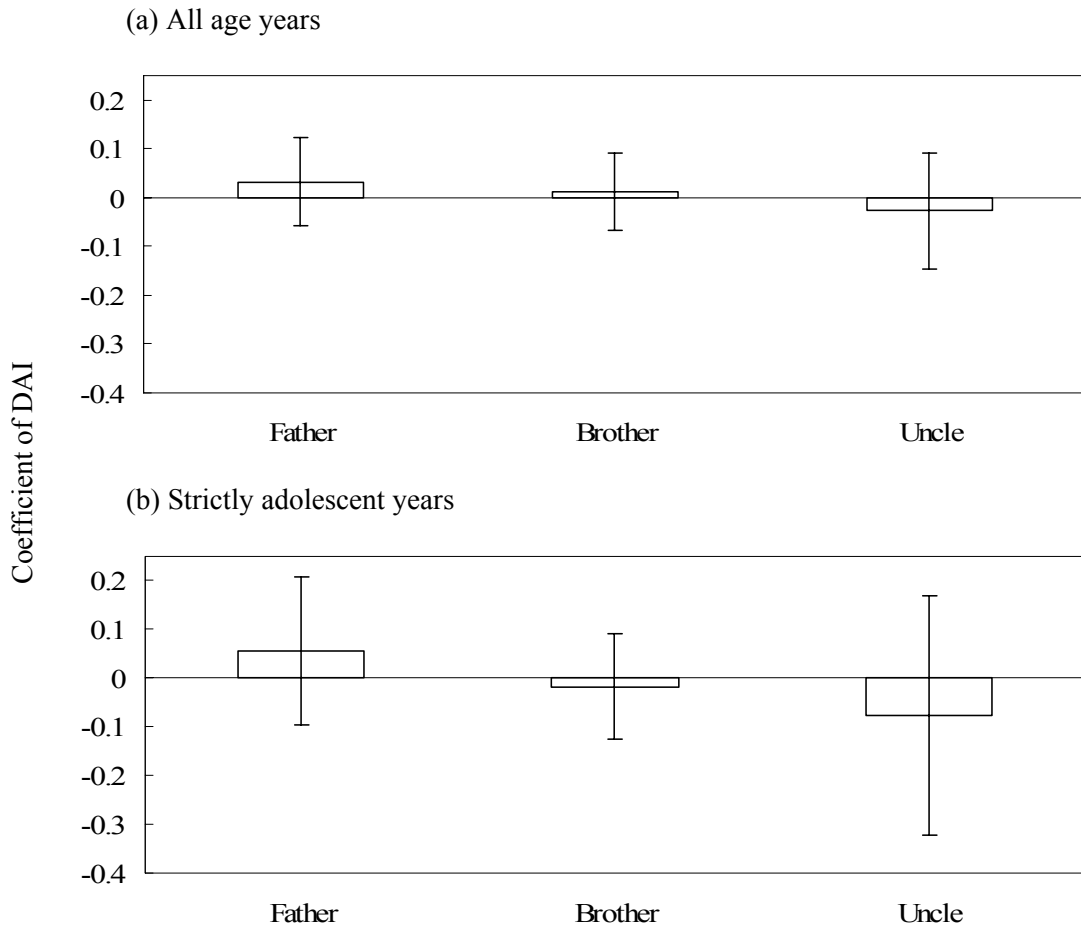 (a) All age years
0.2
0.1
0
-0.1
-0.2
-0.3
-0.4
Father Brother Uncle
Coefficient of DAI
(b) Strictly adolescent years
0.2
0.1
0
-0.1
-0.2
-0.3
-0.4
Father Brother Uncle